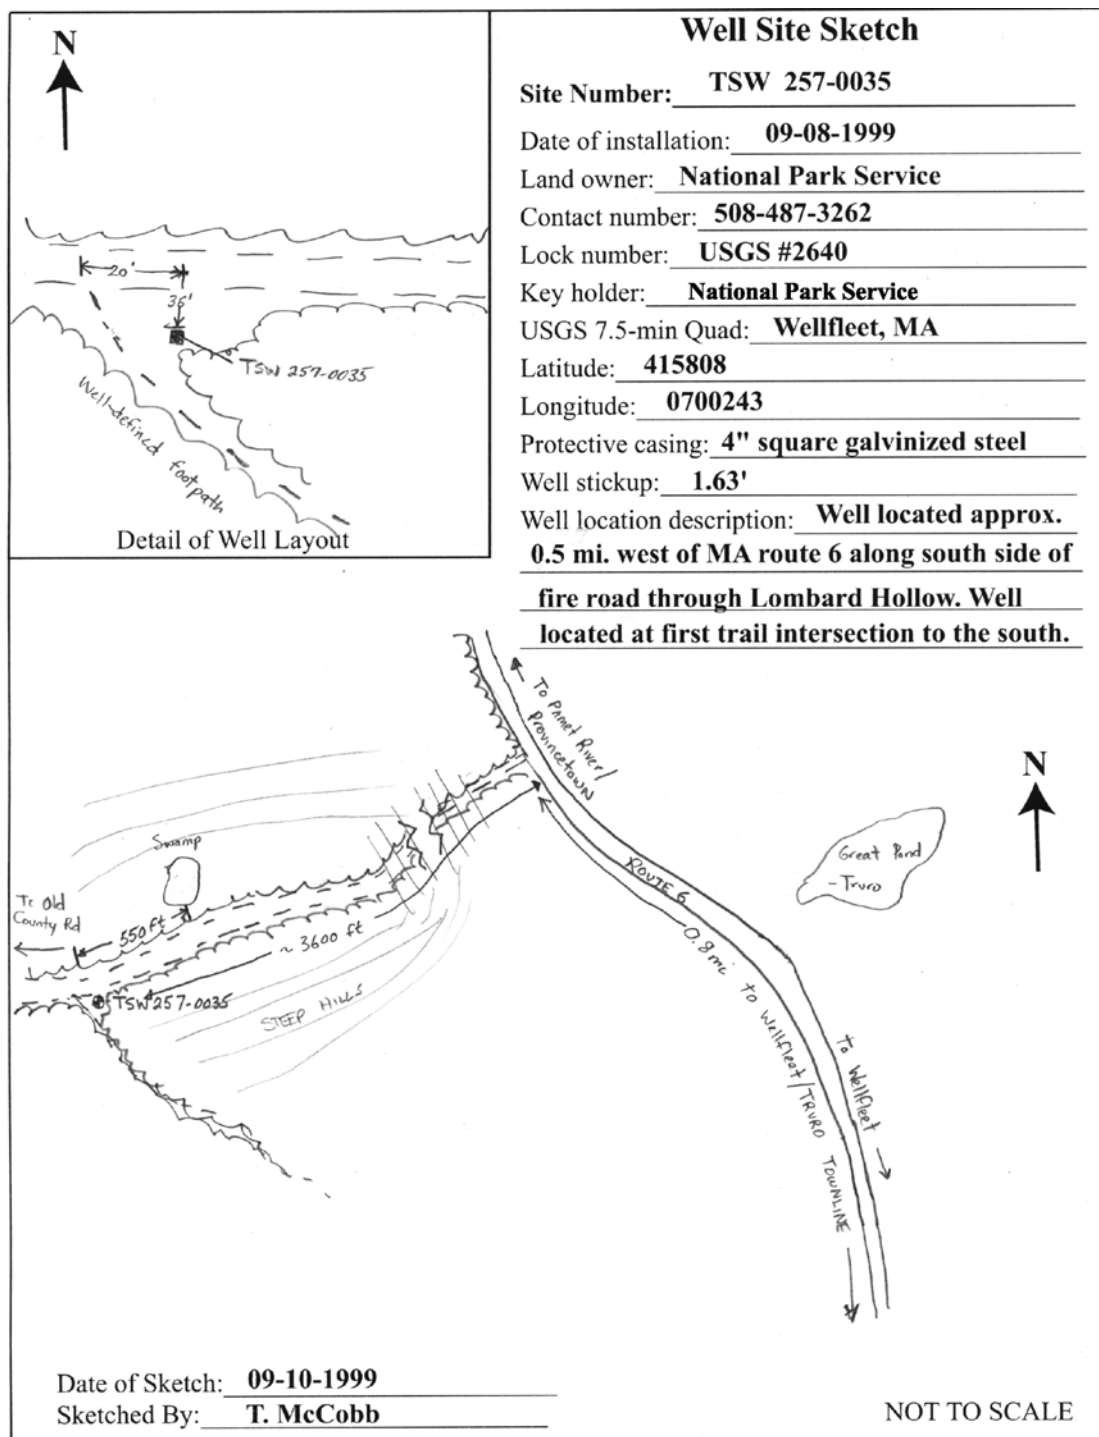 N
20'
36'
TSW 257-0035
Well-defined footpath
Detail of Well Layout
Well Site Sketch
Site Number: TSW 257-0035
Date of installation: 09-08-1999
Land owner: National Park Service
Contact number: 508-487-3262
Lock number: USGS #2640
Key holder: National Park Service
USGS 7.5-min Quad: Wellfleet, MA
Latitude: 415808
Longitude: 0700243
Protective casing: 4" square galvinized steel
Well stickup: 1.63'
Well location description: Well located approx.
0.5 mi. west of MA route 6 along south side of
fire road through Lombard Hollow. Well
located at first trail intersection to the south.
To Pamet River/
Provincetown
N
Swamp
Great Pond
-Truro
ROUTE 6
To Old
County Rd
550 ft
~ 3600 ft
0.8 mi to Wellfleet/TRURO TOWNLINE
TSW 257-0035
STEEP HILLS
to Wellfleet
Date of Sketch: 09-10-1999
Sketched By: T. McCobb
NOT TO SCALE